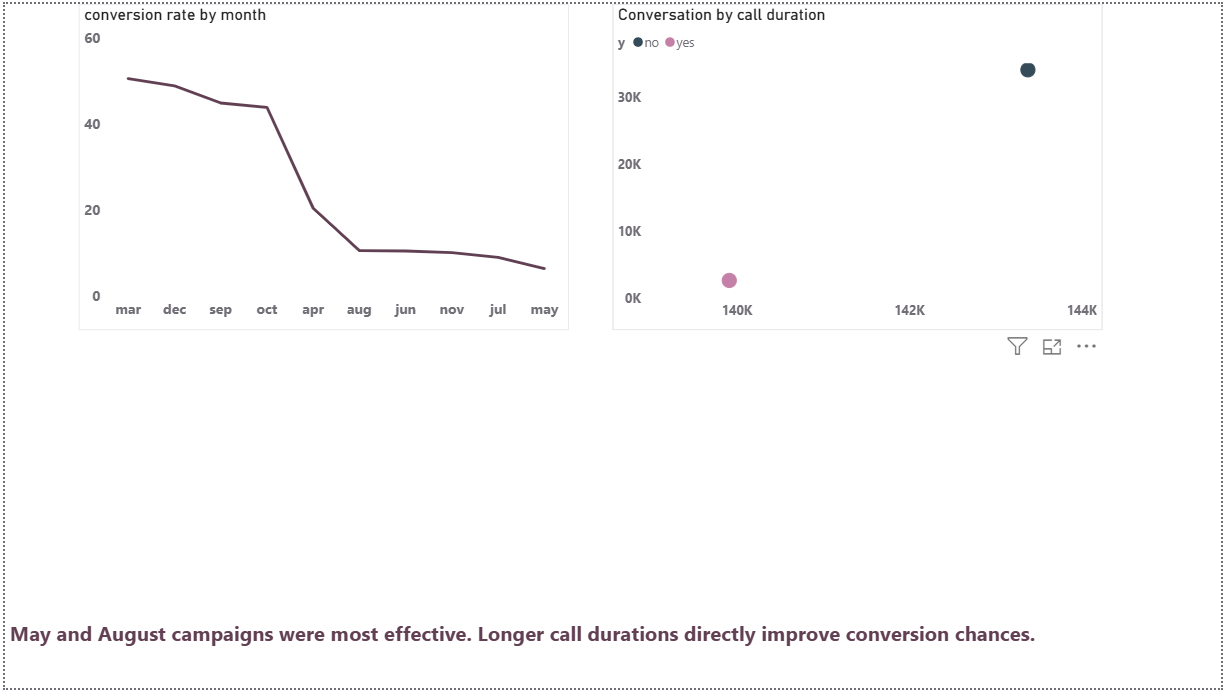 conversion rate by month
60
40
20
0
mar dec sep oct apr aug jun nov jul may
Conversation by call duration
y no yes
30K
20K
10K
0K
140K 142K 144K
May and August campaigns were most effective. Longer call durations directly improve conversion chances.